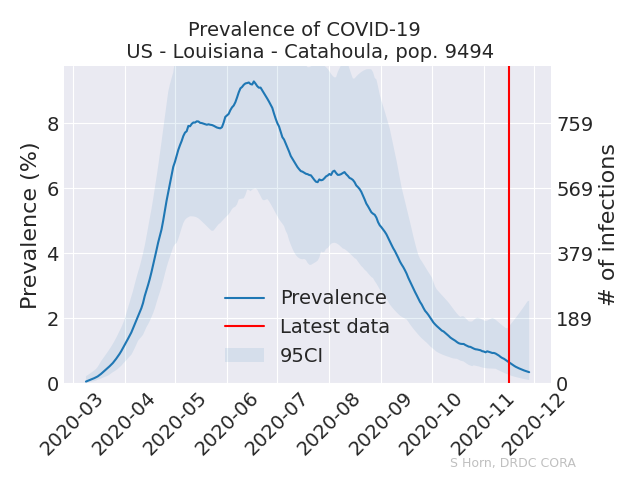 Prevalence of COVID-19
US - Louisiana - Catahoula, pop. 9494
Prevalence (%)
8
6
4
2
0
759
569
379
189
0
# of infections
Prevalence
Latest data
95CI
2020-03
2020-04
2020-05
2020-06
2020-07
2020-08
2020-09
2020-10
2020-11
2020-12
S Horn, DRDC CORA